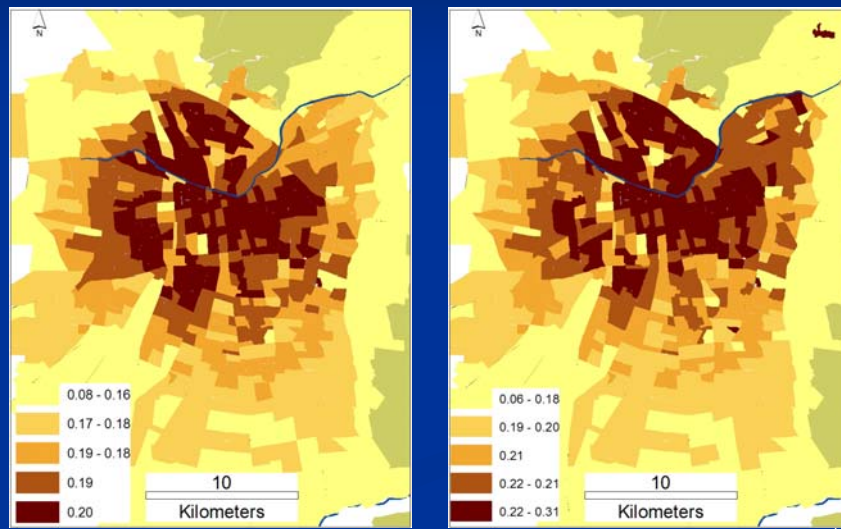 N
0.08 - 0.16
0.17 - 0.18
0.19 - 0.18
0.19
0.20
10
Kilometers
N
0.06 - 0.18
0.19 - 0.20
0.21
0.22 - 0.21
0.22 - 0.31
10
Kilometers